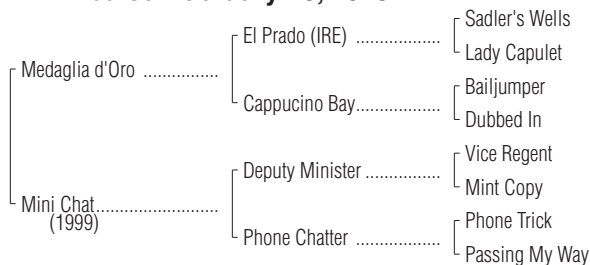 Sadler's Wells
El Prado (IRE) ..................
Lady Capulet
Medaglia d'Oro ................
Bailjumper
Cappucino Bay..................
Dubbed In
Vice Regent
Deputy Minister ................
Mint Copy
Mini Chat..........................
(1999)
Phone Trick
Phone Chatter ..................
Passing My Way